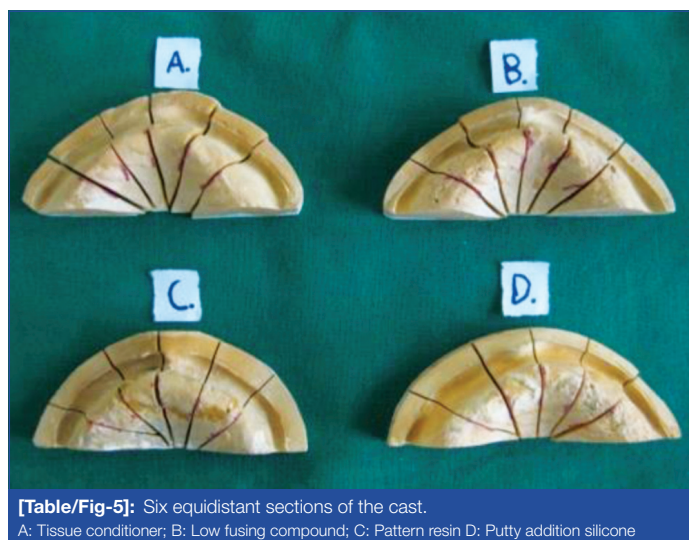 A.
B.
C.
D.
[Table/Fig-5]: Six equidistant sections of the cast.
A: Tissue conditioner; B: Low fusing compound; C: Pattern resin D: Putty addition silicone